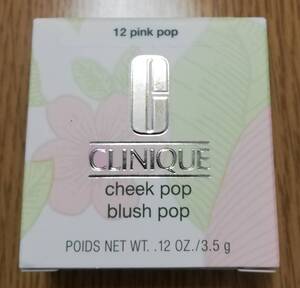 12 pink pop
CLINIQUE
cheek pop
blush pop
POIDS NET WT. .12 OZ./3.5 g